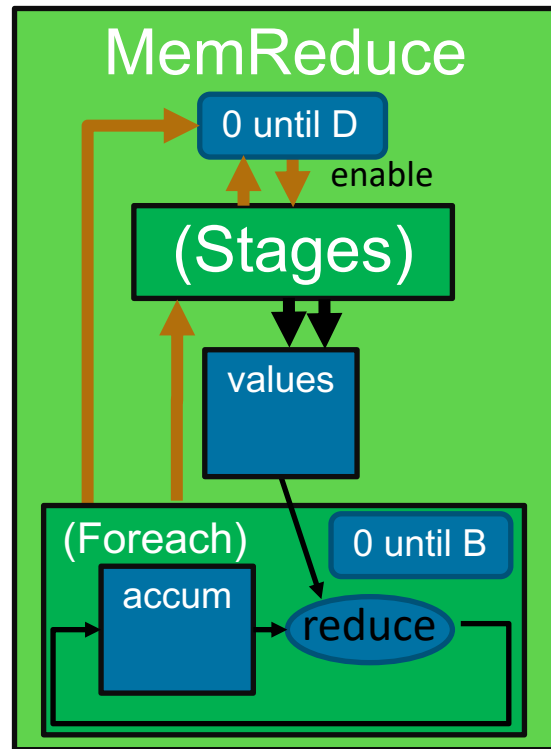 MemReduce
0 until D
enable
(Stages)
values
(Foreach)
0 until B
accum
reduce